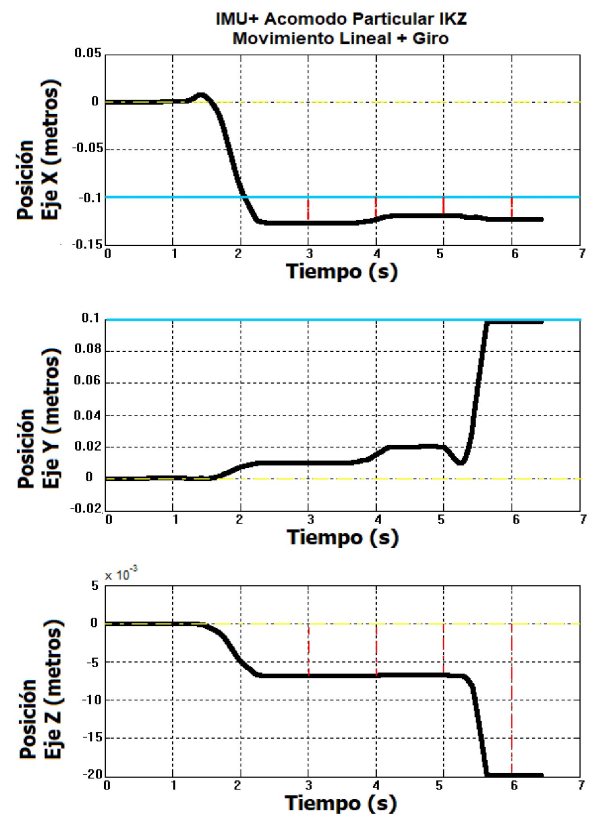 IMU+ Acomodo Particular IKZ
Movimiento Lineal + Giro
Posición
Eje X (metros)
0.05
0
-0.05
-0.1
-0.15
0 1 2 3 4 5 6 7
Tiempo (s)
Posición
Eje Y (metros)
0.1
0.08
0.06
0.04
0.02
0
-0.02
0 1 2 3 4 5 6 7
Tiempo (s)
Posición
Eje Z (metros)
x 10⁻³
5
0
-5
-10
-15
-20
0 1 2 3 4 5 6 7
Tiempo (s)